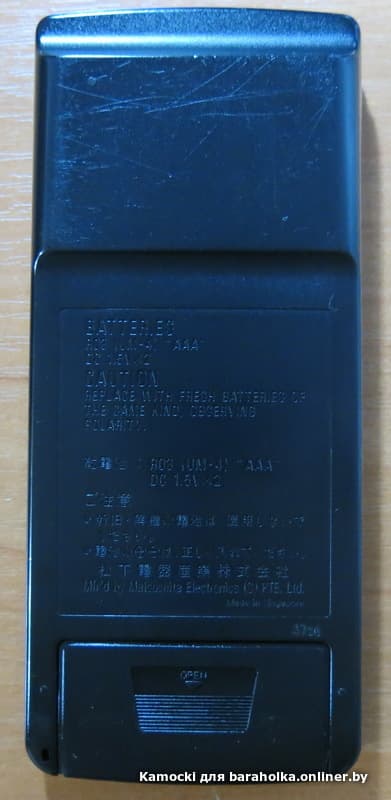 BATTERIES
R03 (UM-4) "AAA"
DC 1.5V×2
CAUTION
REPLACE WITH FRESH BATTERIES OF
THE SAME KIND, OBSERVING
POLARITY.
乾電池: R03 (UM-4) "AAA"
DC 1.5V×2
ご注意
松下電器産業株式会社
Mfr'd by Matsushita Electronics (S) PTE. Ltd.
Made in Singapore
OPEN
Kamocki для baraholka.onliner.by